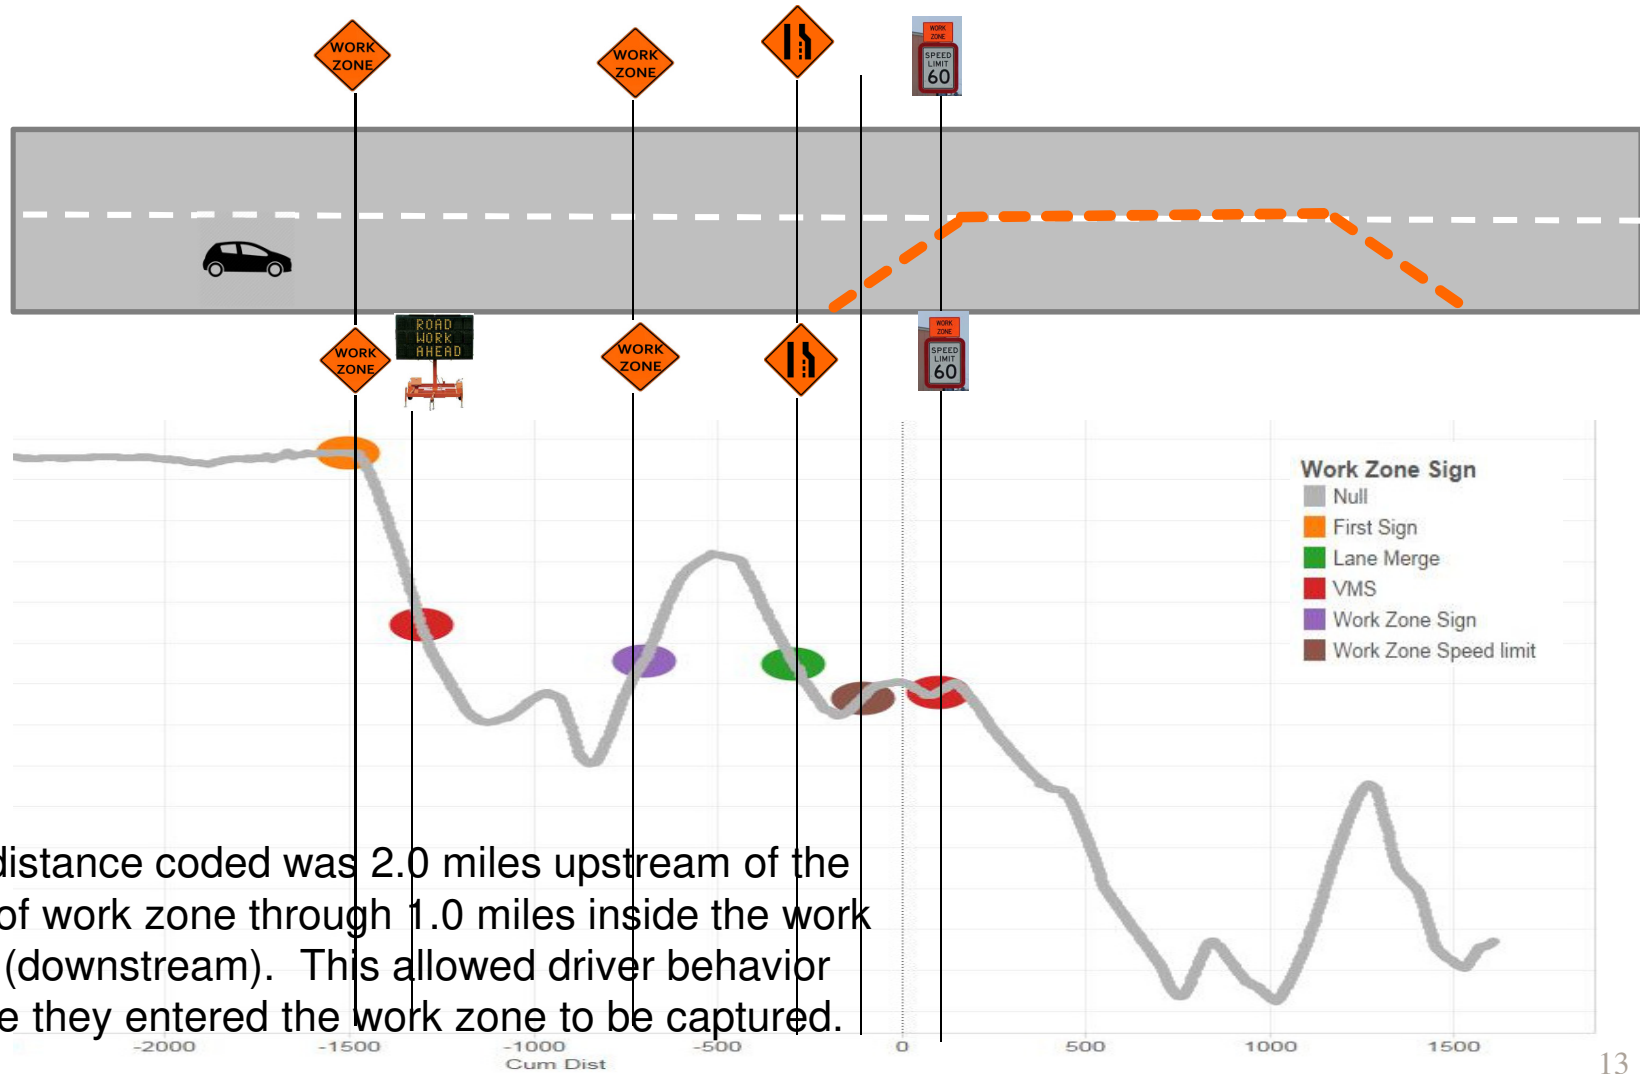 WORK
ZONE
WORK
ZONE
WORK
ZONE
SPEED
LIMIT
60
WORK
ZONE
ROAD
WORK
AHEAD
WORK
ZONE
WORK
ZONE
SPEED
LIMIT
60
Work Zone Sign
Null
First Sign
Lane Merge
VMS
Work Zone Sign
Work Zone Speed limit
distance coded was 2.0 miles upstream of the
of work zone through 1.0 miles inside the work
(downstream). This allowed driver behavior
e they entered the work zone to be captured.
-2000 -1500 -1000 -500 0 500 1000 1500
Cum Dist
13